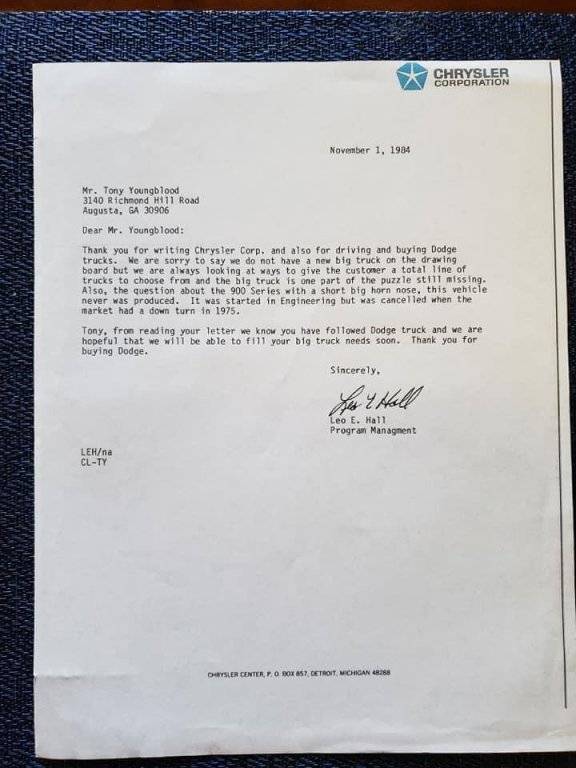 CHRYSLER
CORPORATION
November 1, 1984
Mr. Tony Youngblood
3140 Richmond Hill Road
Augusta, GA 30906
Dear Mr. Youngblood:
Thank you for writing Chrysler Corp. and also for driving and buying Dodge
trucks. We are sorry to say we do not have a new big truck on the drawing
board but we are always looking at ways to give the customer a total line of
trucks to choose from and the big truck is one part of the puzzle still missing.
Also, the question about the 900 Series with a short big horn nose, this vehicle
never was produced. It was started in Engineering but was cancelled when the
market had a down turn in 1975.
Tony, from reading your letter we know you have followed Dodge truck and we are
hopeful that we will be able to fill your big truck needs soon. Thank you for
buying Dodge.
Sincerely,
Leo E Hall
Leo E. Hall
Program Managment
LEH/na
CL-TY
CHRYSLER CENTER, P. O. BOX 857, DETROIT, MICHIGAN 48288